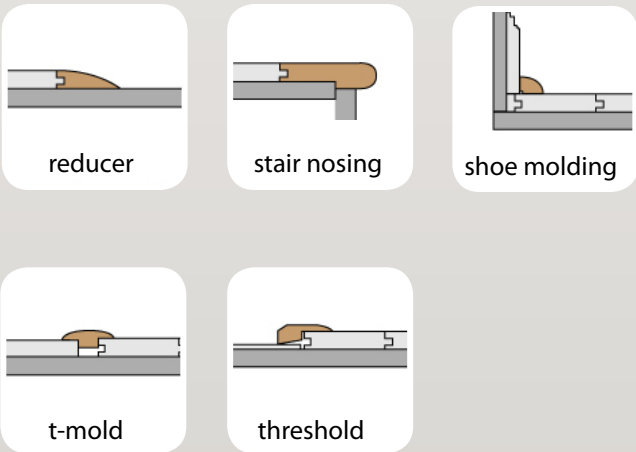 reducer
stair nosing
shoe molding
t-mold
threshold